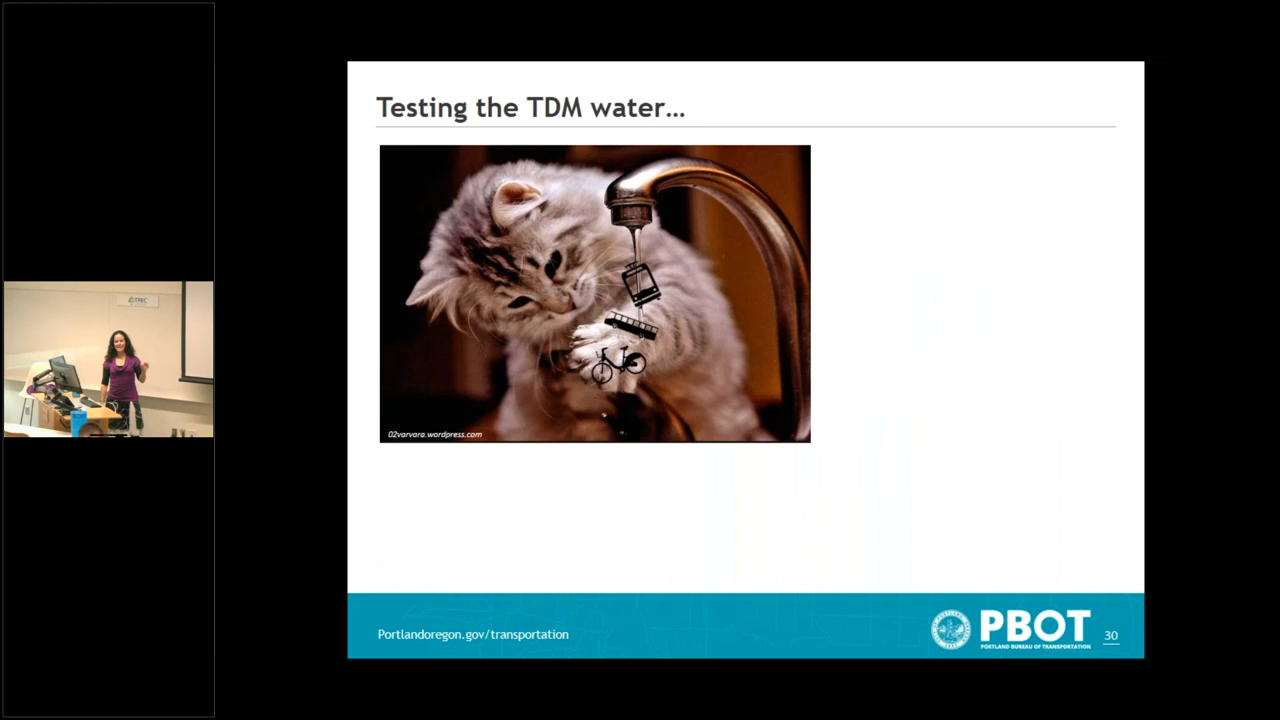 Testing the TDM water...
02varvara.wordpress.com
Portlandoregon.gov/transportation
PBOT
PORTLAND BUREAU OF TRANSPORTATION
30